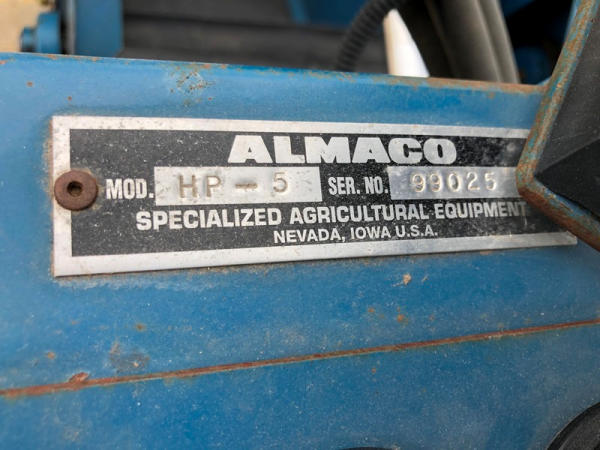 ALMACO
MOD. HP-5 SER. NO. 99025
SPECIALIZED AGRICULTURAL EQUIPMENT
NEVADA, IOWA U.S.A.